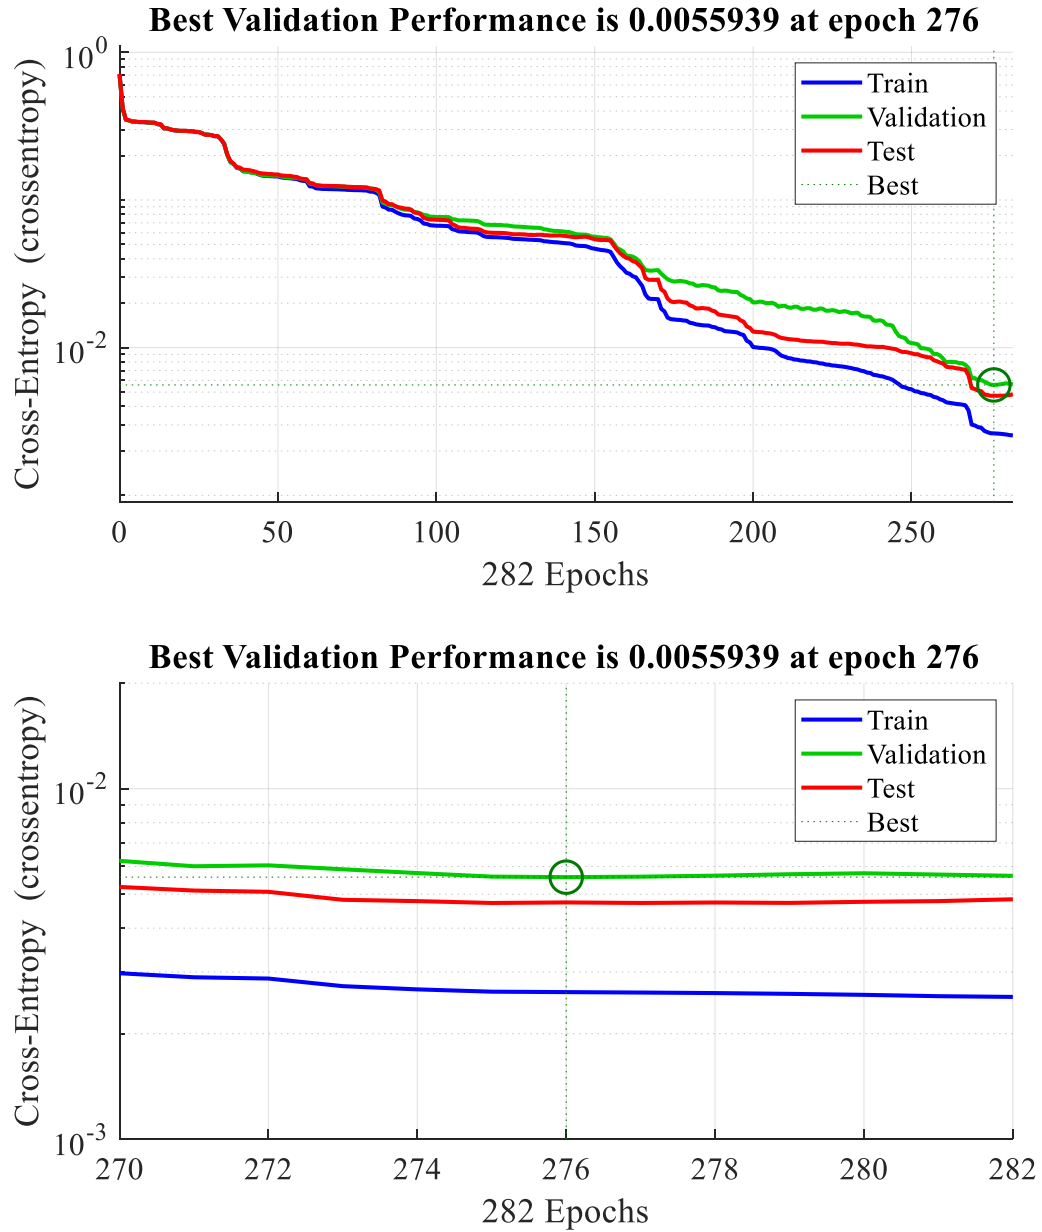 Best Validation Performance is 0.0055939 at epoch 276
10^0
10^-2
Cross-Entropy (crossentropy)
Train
Validation
Test
Best
0 50 100 150 200 250
282 Epochs
Best Validation Performance is 0.0055939 at epoch 276
10^-2
10^-3
Cross-Entropy (crossentropy)
Train
Validation
Test
Best
270 272 274 276 278 280 282
282 Epochs